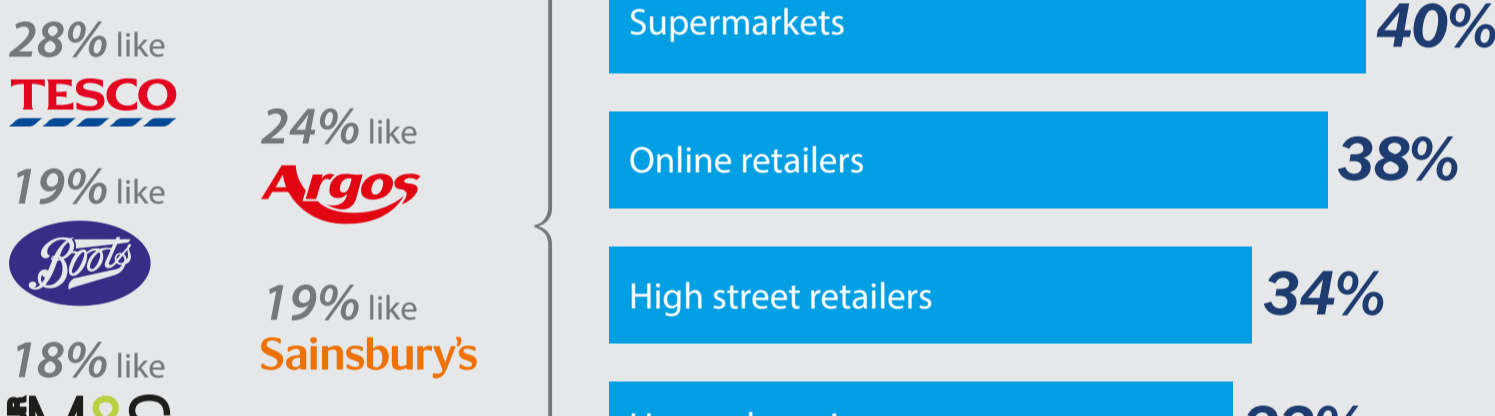 28% like
TESCO
24% like
Argos
19% like
Boots
19% like
Sainsbury's
18% like
M&S
Supermarkets 40%
Online retailers 38%
High street retailers 34%